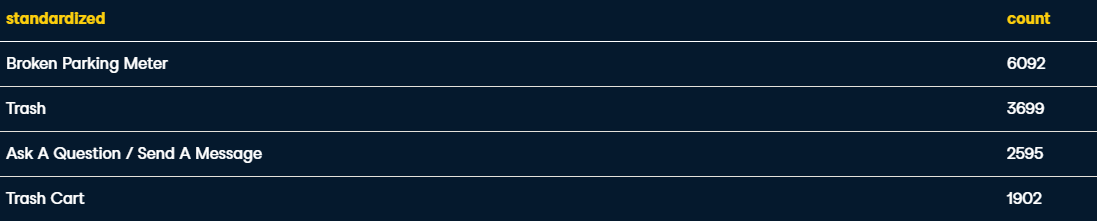 standardized count
Broken Parking Meter 6092
Trash 3699
Ask A Question / Send A Message 2595
Trash Cart 1902